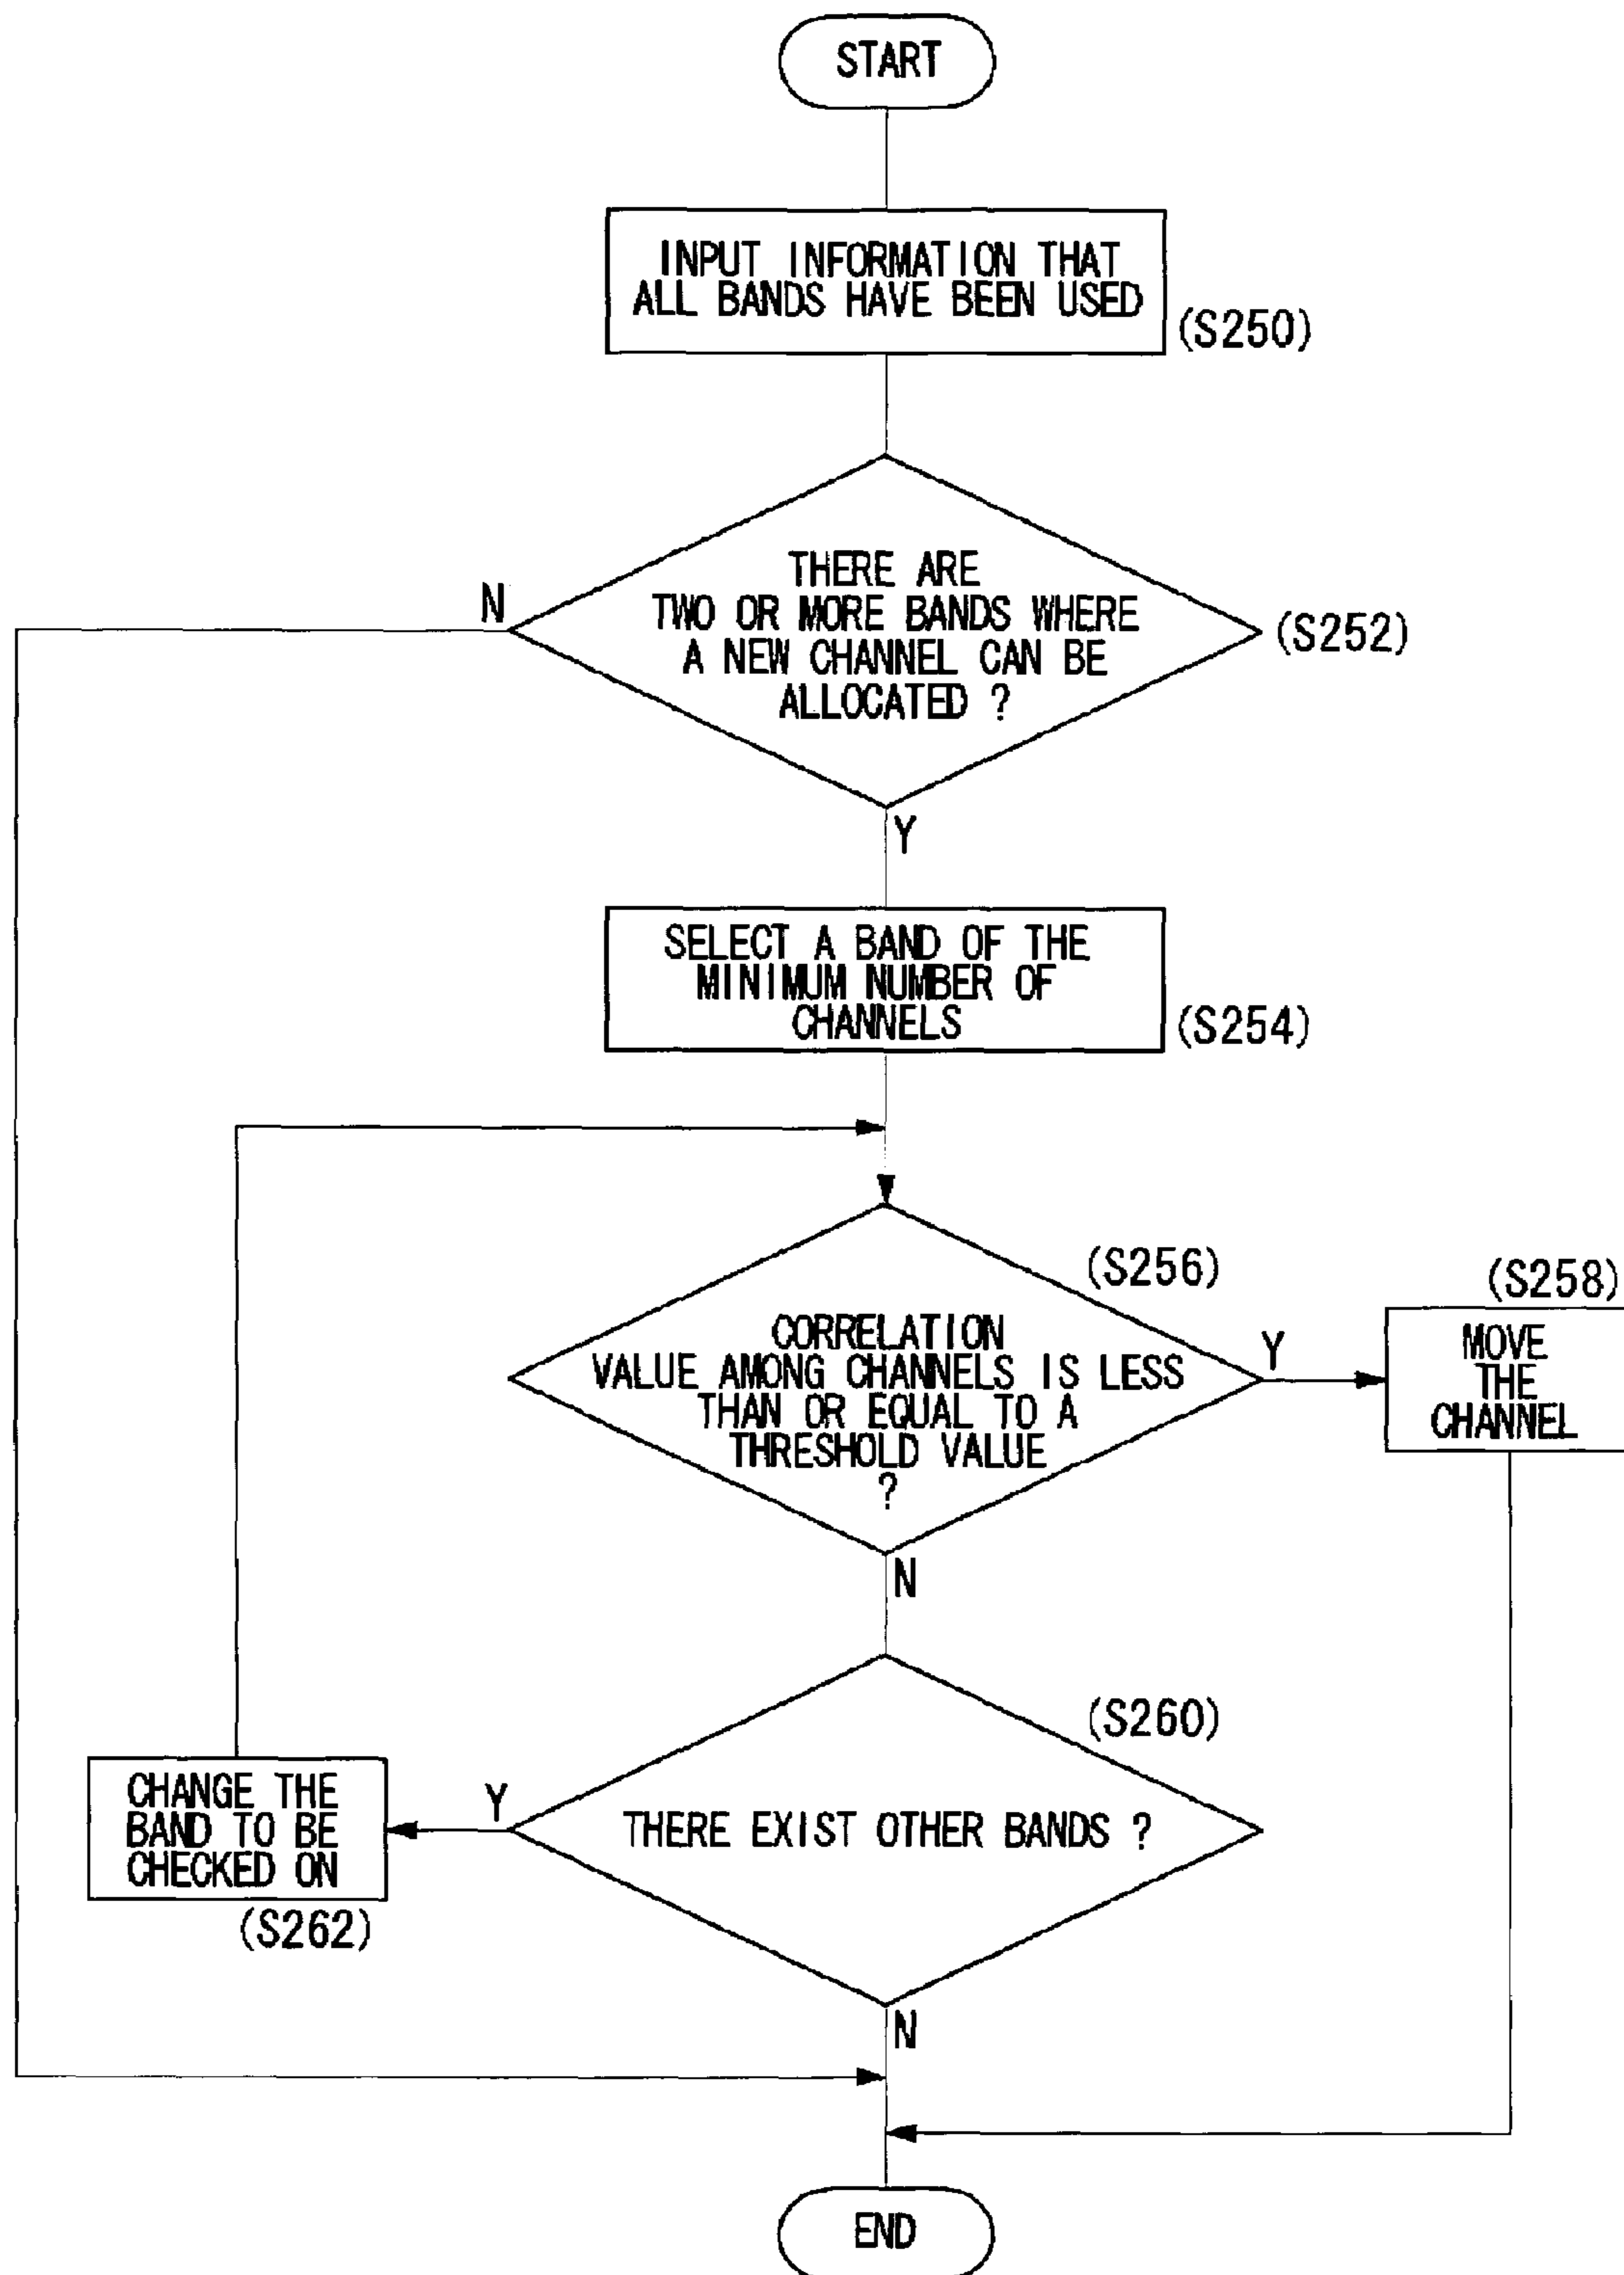 START
INPUT INFORMATION THAT
ALL BANDS HAVE BEEN USED
(S250)
THERE ARE
TWO OR MORE BANDS WHERE
A NEW CHANNEL CAN BE
ALLOCATED ?
(S252)
N
Y
SELECT A BAND OF THE
MINIMUM NUMBER OF
CHANNELS
(S254)
(S256)
CORRELATION
VALUE AMONG CHANNELS IS LESS
THAN OR EQUAL TO A
THRESHOLD VALUE
?
Y
(S258)
MOVE
THE
CHANNEL
N
(S260)
THERE EXIST OTHER BANDS ?
Y
CHANGE THE
BAND TO BE
CHECKED ON
(S262)
N
END